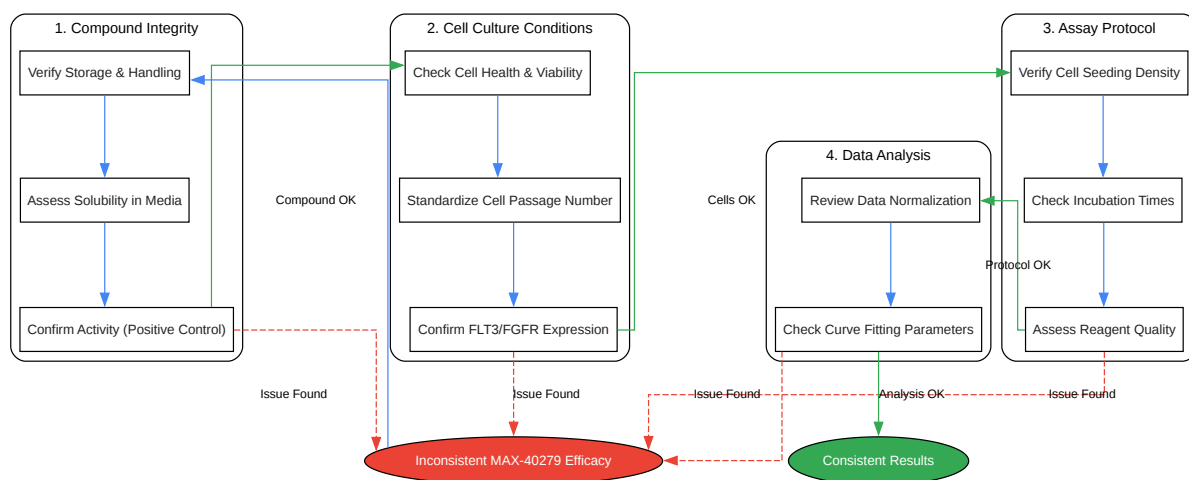 1. Compound Integrity
Verify Storage & Handling
Assess Solubility in Media
Confirm Activity (Positive Control)
2. Cell Culture Conditions
Check Cell Health & Viability
Standardize Cell Passage Number
Confirm FLT3/FGFR Expression
3. Assay Protocol
Verify Cell Seeding Density
Check Incubation Times
Assess Reagent Quality
4. Data Analysis
Review Data Normalization
Check Curve Fitting Parameters
Compound OK
Cells OK
Protocol OK
Issue Found
Issue Found
Issue Found
Analysis OK
Issue Found
Inconsistent MAX-40279 Efficacy
Consistent Results